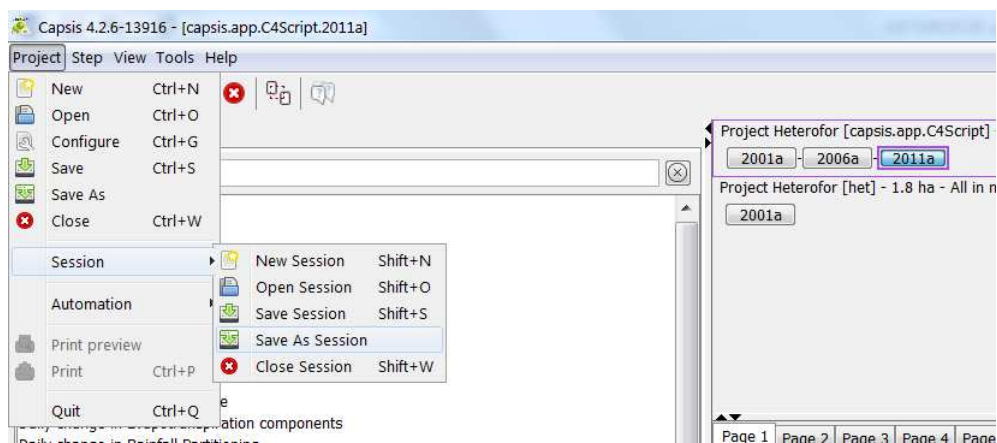 Capsis 4.2.6-13916 - [capsis.app.C4Script.2011a]
Project Step View Tools Help
New Ctrl+N
Open Ctrl+O
Configure Ctrl+G
Save Ctrl+S
Save As
Close Ctrl+W
Session
Automation
Print preview
Print Ctrl+P
Quit Ctrl+Q
New Session Shift+N
Open Session Shift+O
Save Session Shift+S
Save As Session
Close Session Shift+W
ation components
Project Heterofor [capsis.app.C4Script] -
2001a - 2006a - 2011a
Project Heterofor [het] - 1.8 ha - All in
2001a
Page 1 Page 2 Page 3 Page 4 Page